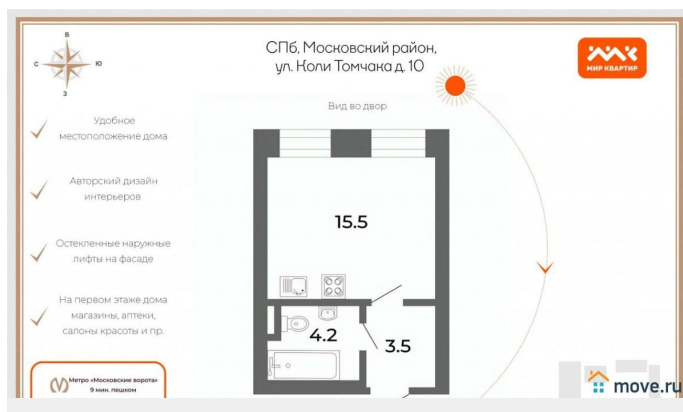 СПб, Московский район,
ул. Коли Томчака д. 10
В
С
Ю
З
МИР КВАРТИР
Вид во двор
Удобное
местоположение дома
Авторский дизайн
интерьеров
Остекленные наружные
лифты на фасаде
На первом этаже дома
магазины, аптеки,
салоны красоты и пр.
15.5
4.2
3.5
Метро «Московские ворота»
9 мин. пешком
move.ru